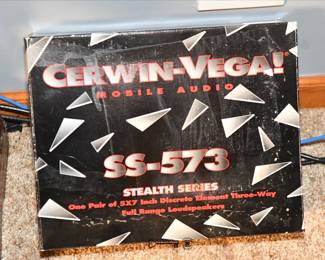 CERWIN-VEGA!
MOBILE AUDIO
SS-573
STEALTH SERIES
One Pair of 5X7 Inch Discrete Element Three-Way
Full Range Loudspeakers